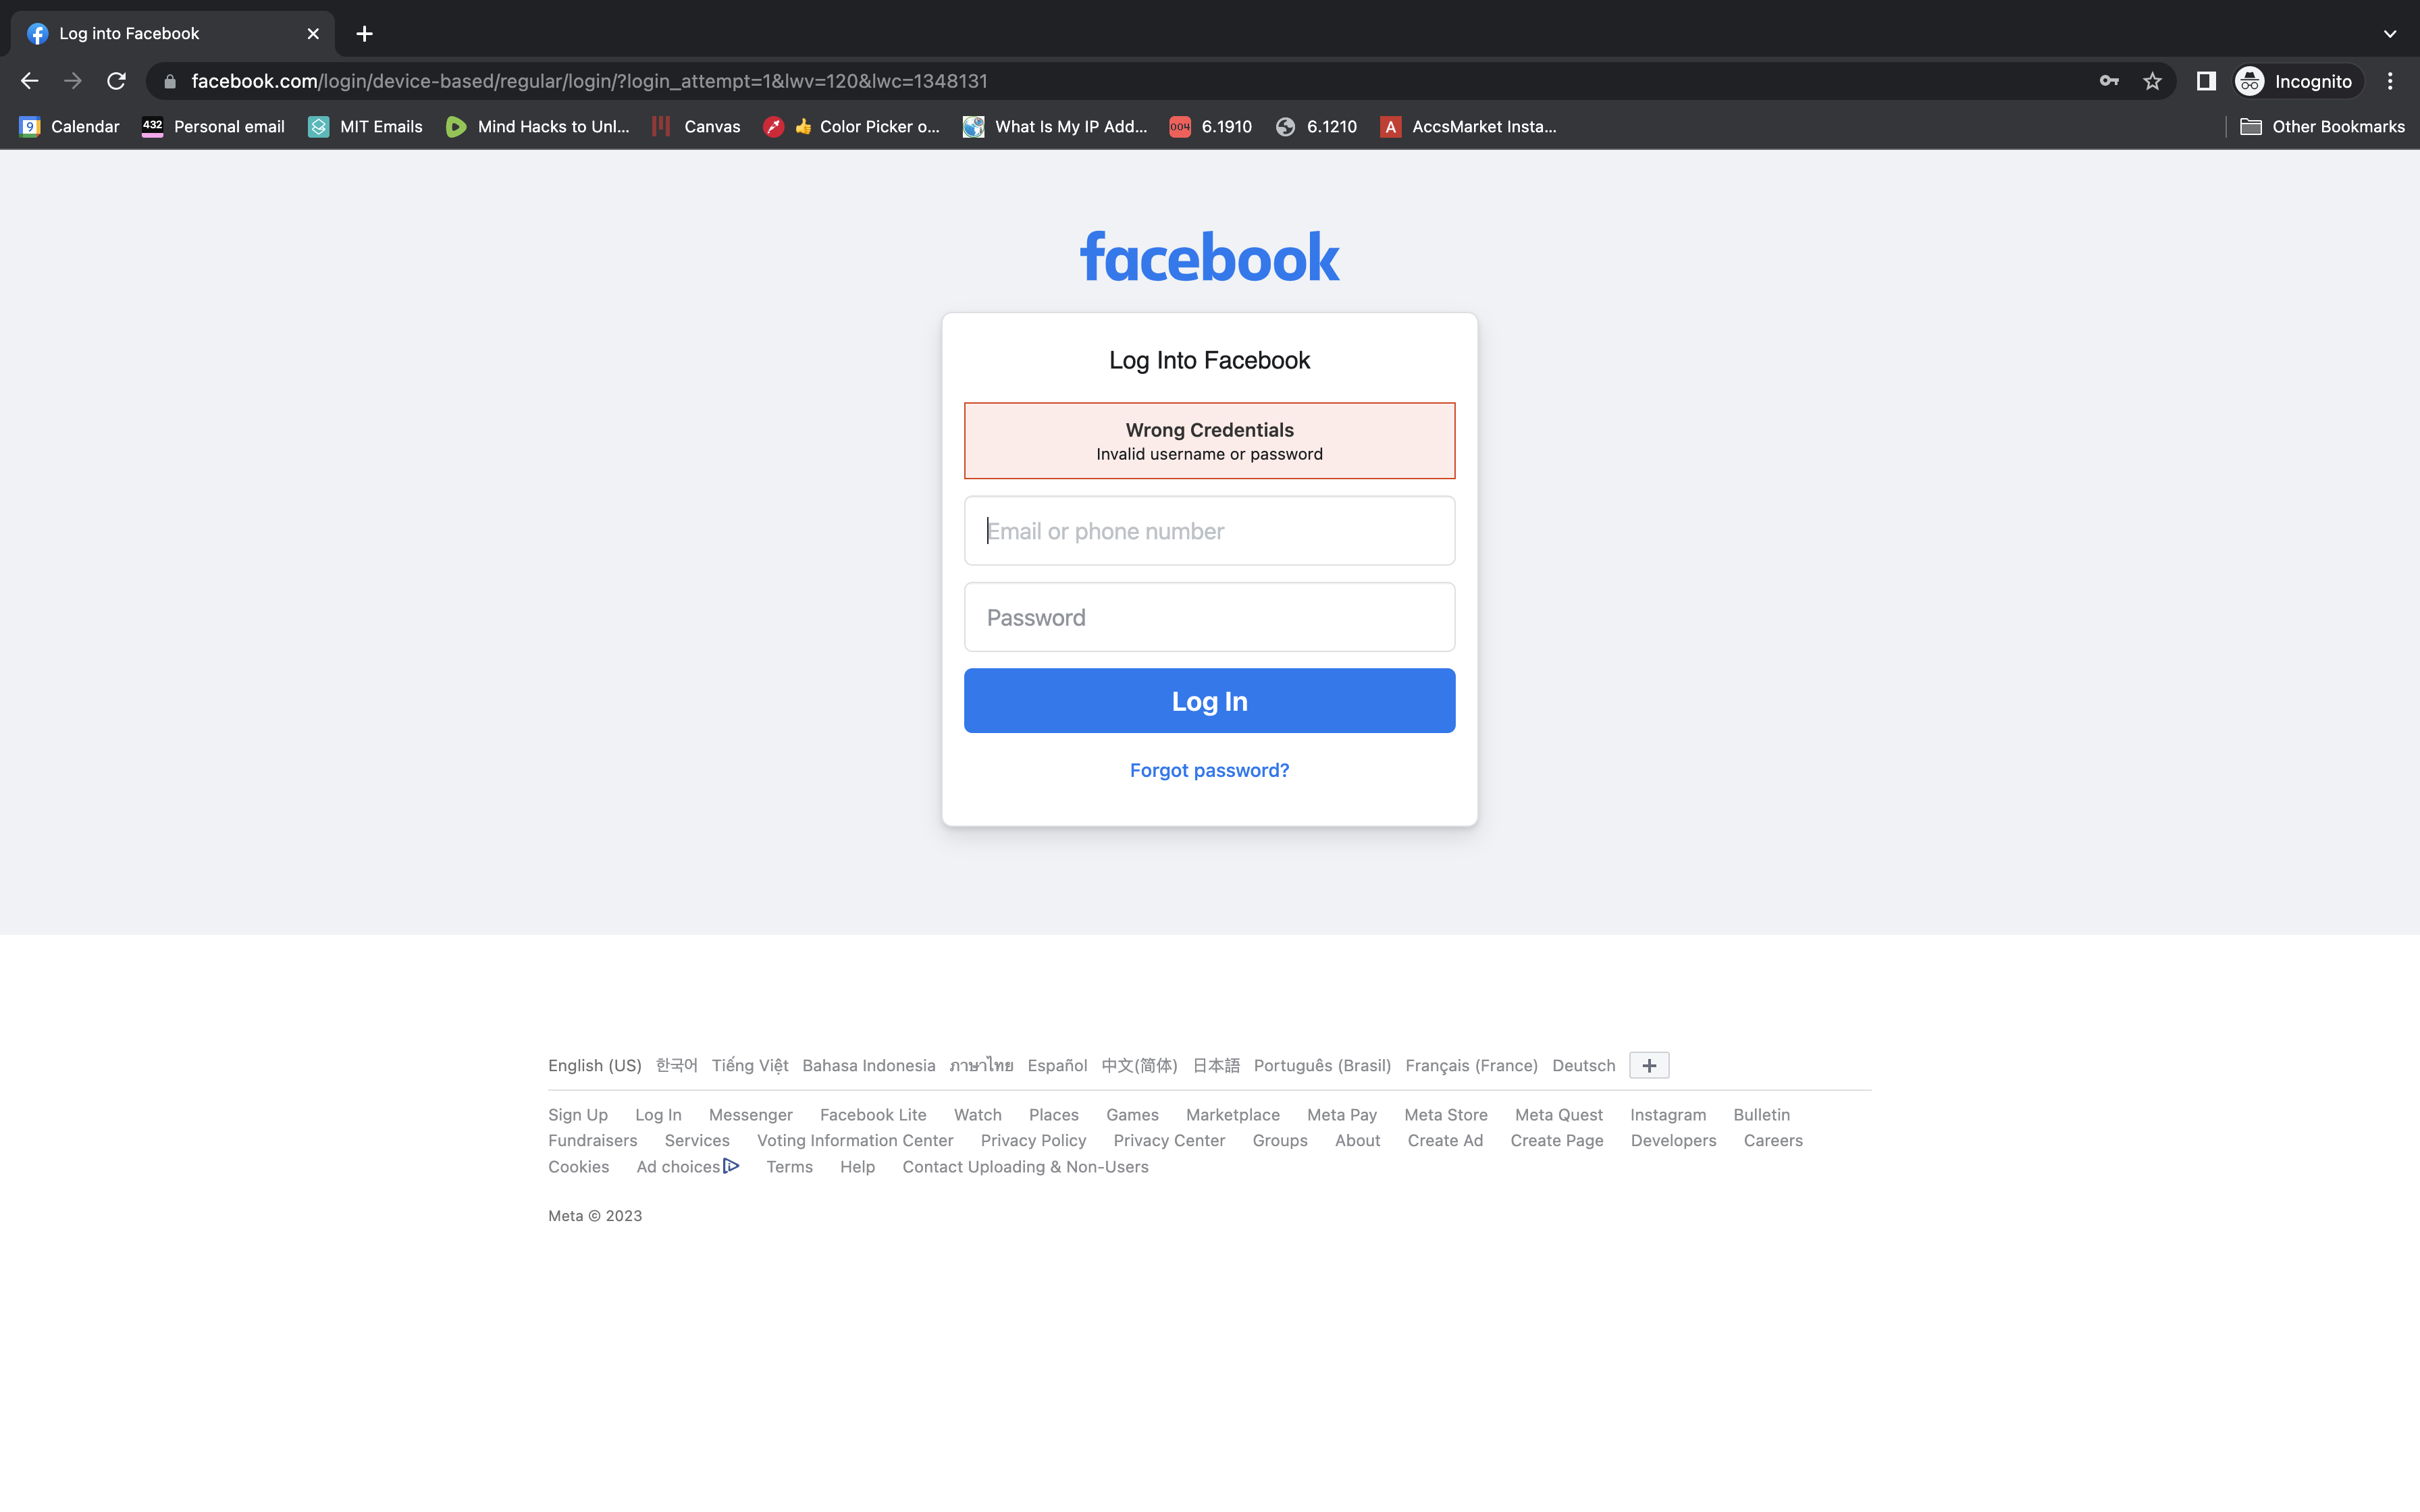 Log into Facebook
facebook.com/login/device-based/regular/login/?login_attempt=1&lwv=120&lwc=1348131
Incognito
9 Calendar 432 Personal email MIT Emails Mind Hacks to Unl... Canvas 👍 Color Picker o... What Is My IP Add... 004 6.1910 6.1210 A AccsMarket Insta... Other Bookmarks
facebook
Log Into Facebook
Wrong Credentials
Invalid username or password
Email or phone number
Password
Log In
Forgot password?
English (US) 한국어 Tiếng Việt Bahasa Indonesia ภาษาไทย Español 中文(简体) 日本語 Português (Brasil) Français (France) Deutsch
Sign Up Log In Messenger Facebook Lite Watch Places Games Marketplace Meta Pay Meta Store Meta Quest Instagram Bulletin
Fundraisers Services Voting Information Center Privacy Policy Privacy Center Groups About Create Ad Create Page Developers Careers
Cookies Ad choices Terms Help Contact Uploading & Non-Users
Meta © 2023